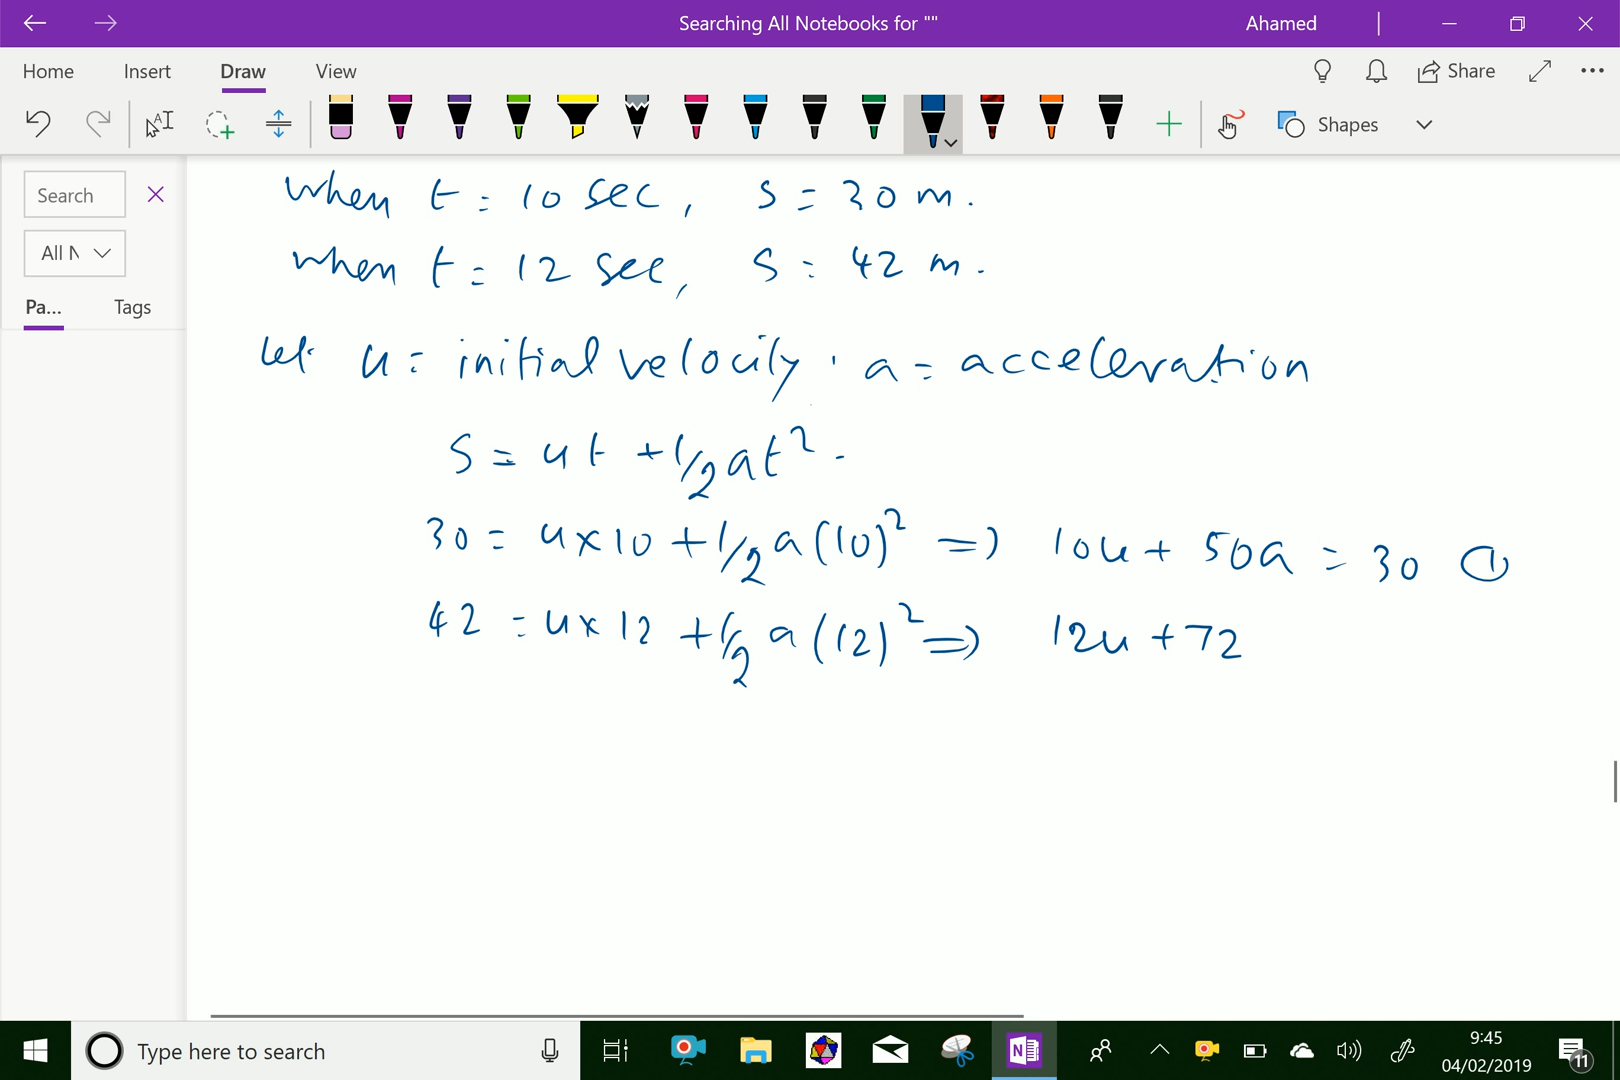 Searching All Notebooks for ""
Ahamed
Home Insert Draw View
Share
Shapes
Search
All N
Pa... Tags
when t = 10 sec, s = 30 m.
when t = 12 sec, s = 42 m.
let u = initial velocity . a = acceleration
s = ut + 1/2 at²
30 = u×10 + 1/2 a(10)² => 10u + 50a = 30 ①
42 = u×12 + 1/2 a(12)² => 12u + 72
Type here to search
N
9:45
04/02/2019
11